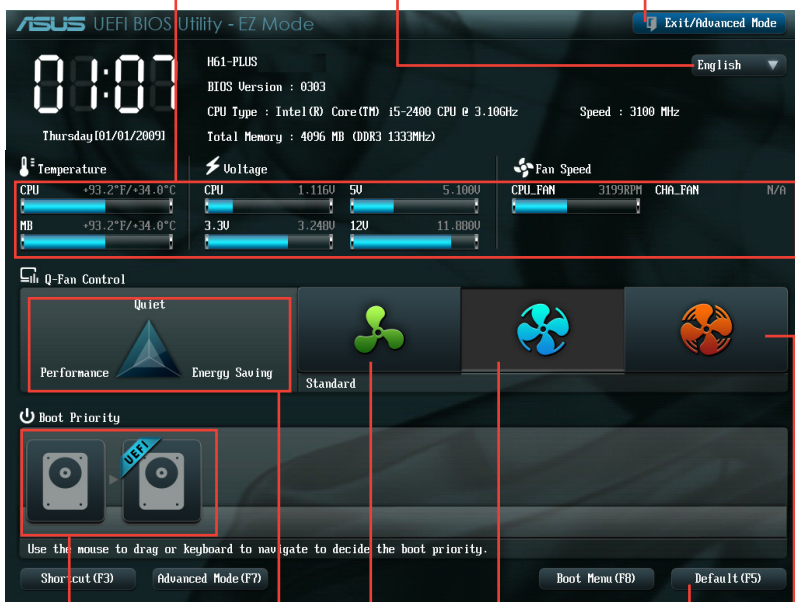 ASUS UEFI BIOS Utility - EZ Mode
Exit/Advanced Mode
01:07
Thursday[01/01/2009]
H61-PLUS
BIOS Version : 0303
CPU Type : Intel(R) Core(TM) i5-2400 CPU @ 3.10GHz Speed : 3100 MHz
Total Memory : 4096 MB (DDR3 1333MHz)
English
Temperature
CPU +93.2°F/+34.0°C
MB +93.2°F/+34.0°C
Voltage
CPU 1.116V 5V 5.100V
3.3V 3.248V 12V 11.880V
Fan Speed
CPU_FAN 3199RPM CHA_FAN N/A
Q-Fan Control
Quiet
Performance
Energy Saving
Standard
Boot Priority
UEFI
Use the mouse to drag or keyboard to navigate to decide the boot priority.
Shortcut(F3)
Advanced Mode(F7)
Boot Menu(F8)
Default(F5)